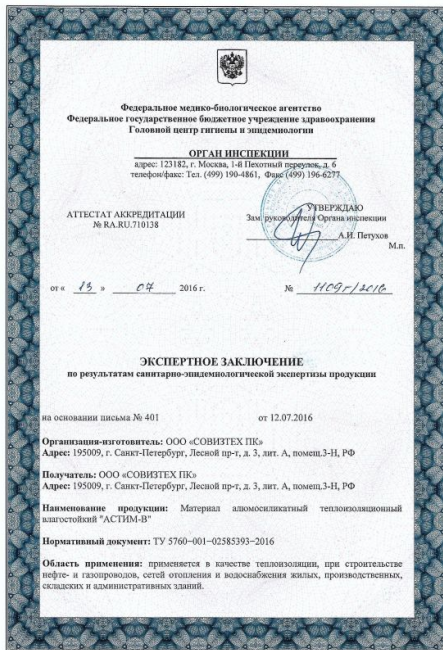 Федеральное медико-биологическое агентство
Федеральное государственное бюджетное учреждение здравоохранения
Головной центр гигиены и эпидемиологии
ОРГАН ИНСПЕКЦИИ
адрес: 123182, г. Москва, 1-й Пехотный переулок, д. 6
телефон/факс: Тел. (499) 190-4861, Факс (499) 196-6277
АТТЕСТАТ АККРЕДИТАЦИИ
№ RA.RU.710138
УТВЕРЖДАЮ
Зам. руководителя Органа инспекции
А.И. Петухов
М.п.
от « 13 » 07 2016 г.
№ 1109г/2016
ЭКСПЕРТНОЕ ЗАКЛЮЧЕНИЕ
по результатам санитарно-эпидемиологической экспертизы продукции
на основании письма № 401 от 12.07.2016
Организация-изготовитель: ООО «СОВИЗТЕХ ПК»
Адрес: 195009, г. Санкт-Петербург, Лесной пр-т, д. 3, лит. А, помещ.3-Н, РФ
Получатель: ООО «СОВИЗТЕХ ПК»
Адрес: 195009, г. Санкт-Петербург, Лесной пр-т, д. 3, лит. А, помещ.3-Н, РФ
Наименование продукции: Материал алюмосиликатный теплоизоляционный
влагостойкий "АСТИМ-В"
Нормативный документ: ТУ 5760-001-02585393-2016
Область применения: применяется в качестве теплоизоляции, при строительстве
нефте- и газопроводов, сетей отопления и водоснабжения жилых, производственных,
складских и административных зданий.